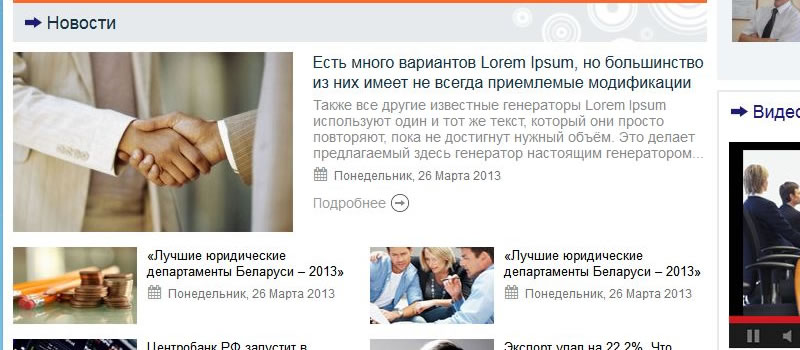 Новости
Есть много вариантов Lorem Ipsum, но большинство
из них имеет не всегда приемлемые модификации
Также все другие известные генераторы Lorem Ipsum
используют один и тот же текст, который они просто
повторяют, пока не достигнут нужный объём. Это делает
предлагаемый здесь генератор настоящим генератором...
Понедельник, 26 Марта 2013
Подробнее
«Лучшие юридические
департаменты Беларуси – 2013»
Понедельник, 26 Марта 2013
«Лучшие юридические
департаменты Беларуси – 2013»
Понедельник, 26 Марта 2013
Центробанк РФ запустит в
Экспорт упал на 22,2%. Что
Видео